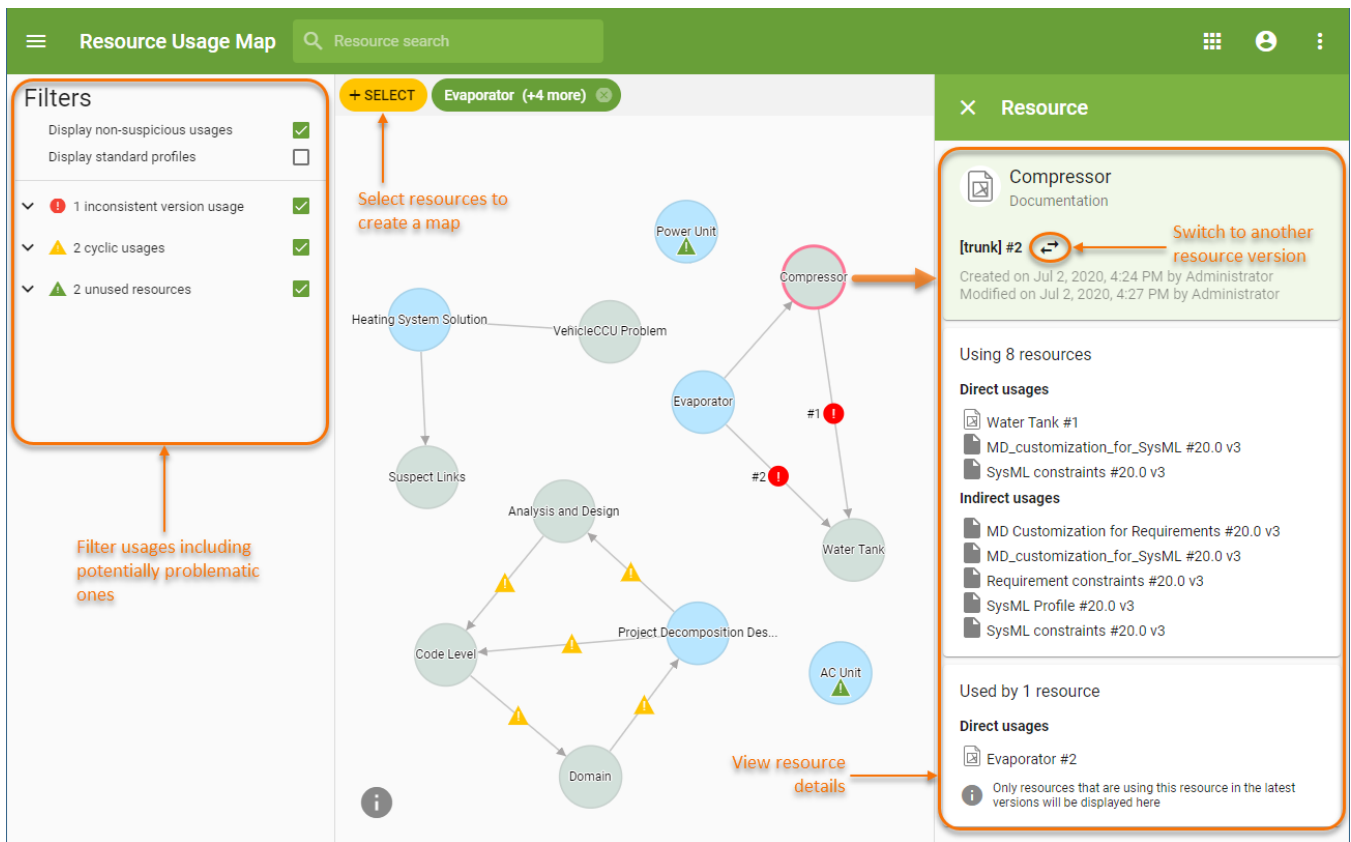 Resource Usage Map
Resource search
Filters
Display non-suspicious usages
Display standard profiles
1 inconsistent version usage
2 cyclic usages
2 unused resources
Filter usages including
potentially problematic
ones
+ SELECT
Evaporator (+4 more)
Select resources to
create a map
Power Unit
Compressor
Heating System Solution
VehicleCCU Problem
Evaporator
#1
Suspect Links
#2
Analysis and Design
Water Tank
Project Decomposition Des...
Code Level
AC Unit
Domain
View resource
details
Resource
Compressor
Documentation
Switch to another
resource version
[trunk] #2
Created on Jul 2, 2020, 4:24 PM by Administrator
Modified on Jul 2, 2020, 4:27 PM by Administrator
Using 8 resources
Direct usages
Water Tank #1
MD_customization_for_SysML #20.0 v3
SysML constraints #20.0 v3
Indirect usages
MD Customization for Requirements #20.0 v3
MD_customization_for_SysML #20.0 v3
Requirement constraints #20.0 v3
SysML Profile #20.0 v3
SysML constraints #20.0 v3
Used by 1 resource
Direct usages
Evaporator #2
Only resources that are using this resource in the latest
versions will be displayed here